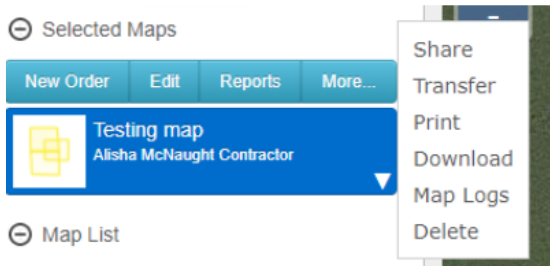 Selected Maps
New Order Edit Reports More...
Testing map
Alisha McNaught Contractor
Map List
Share
Transfer
Print
Download
Map Logs
Delete